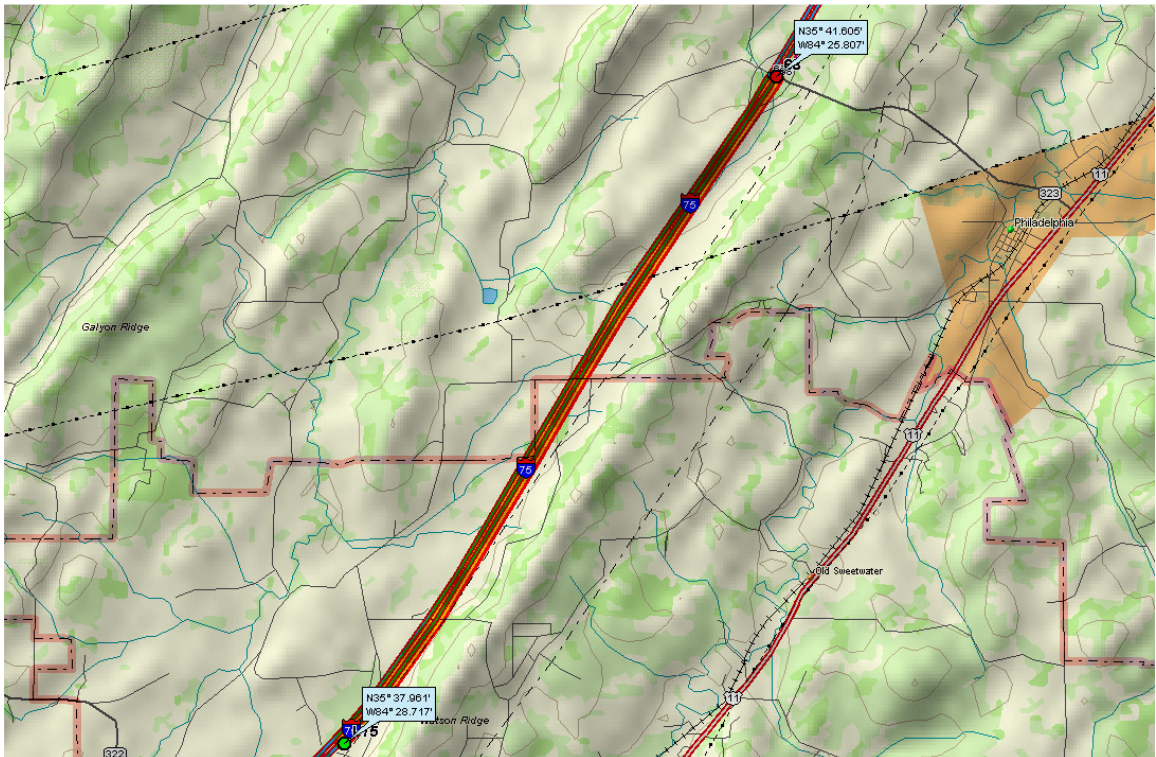 N35° 41.605'
W84° 25.807'
75
11
323
Philadelphia
Galyon Ridge
11
75
Old Sweetwater
11
N35° 37.961'
W84° 28.717'
75
Ridge
322